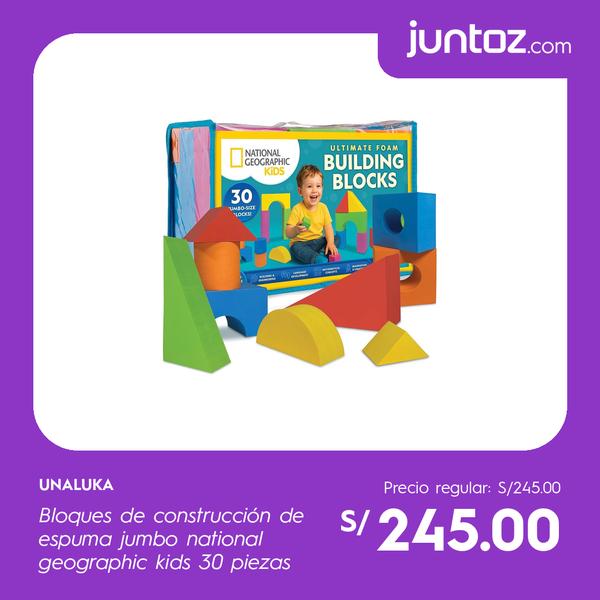 juntoz.com
NATIONAL
GEOGRAPHIC
KiDS
ULTIMATE FOAM
BUILDING
BLOCKS
30
JUMBO-SIZE
BLOCKS!
UNALUKA
Bloques de construcción de
espuma jumbo national
geographic kids 30 piezas
Precio regular: S/245.00
S/ 245.00